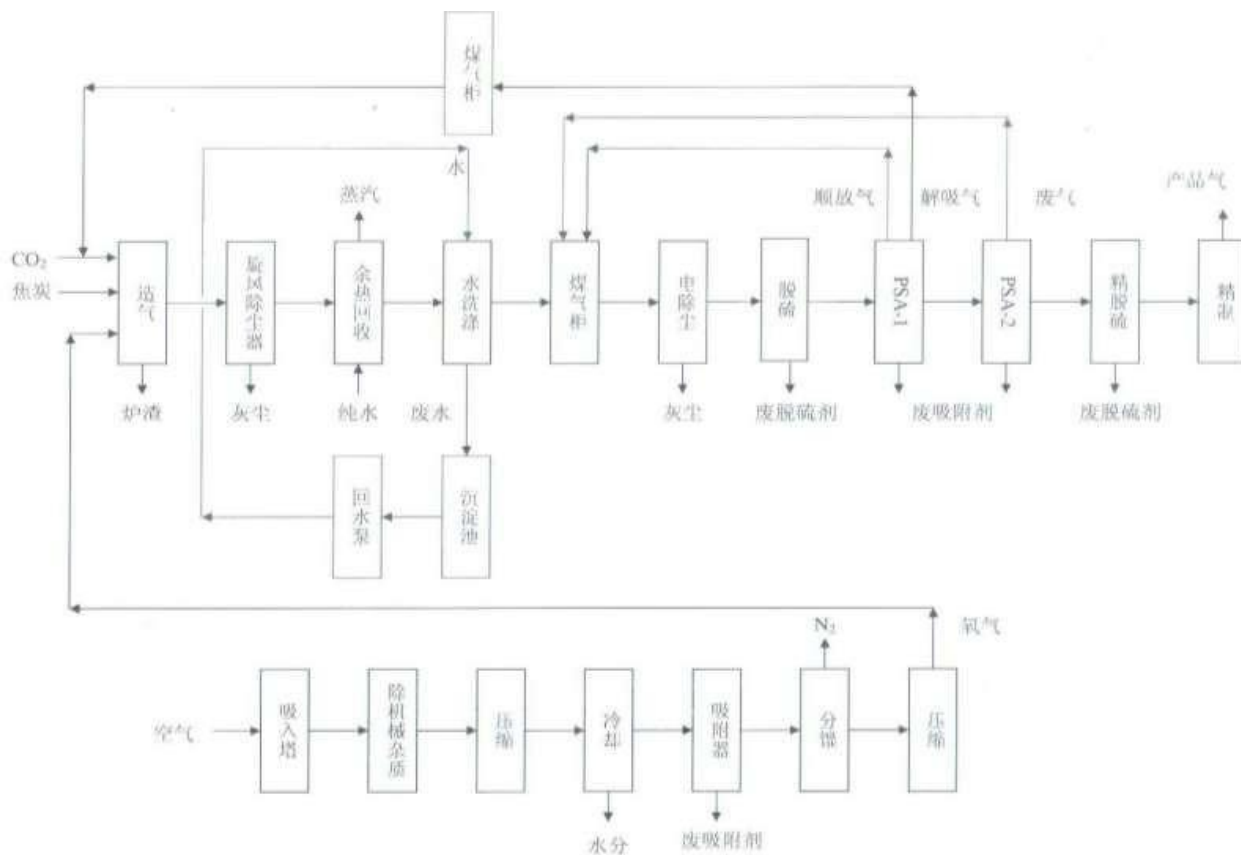 煤气柜
水
蒸汽
顺放气
解吸气
废气
产品气
CO₂
焦炭
造气
旋风除尘器
余热回收
水洗涤
煤气柜
电除尘
脱硫
PSA-1
PSA-2
精脱硫
精制
炉渣
灰尘
纯水
废水
灰尘
废脱硫剂
废吸附剂
废脱硫剂
回水泵
沉淀池
N₂
氧气
空气
吸入塔
除机械杂质
压缩
冷却
吸附器
分馏
压缩
水分
废吸附剂